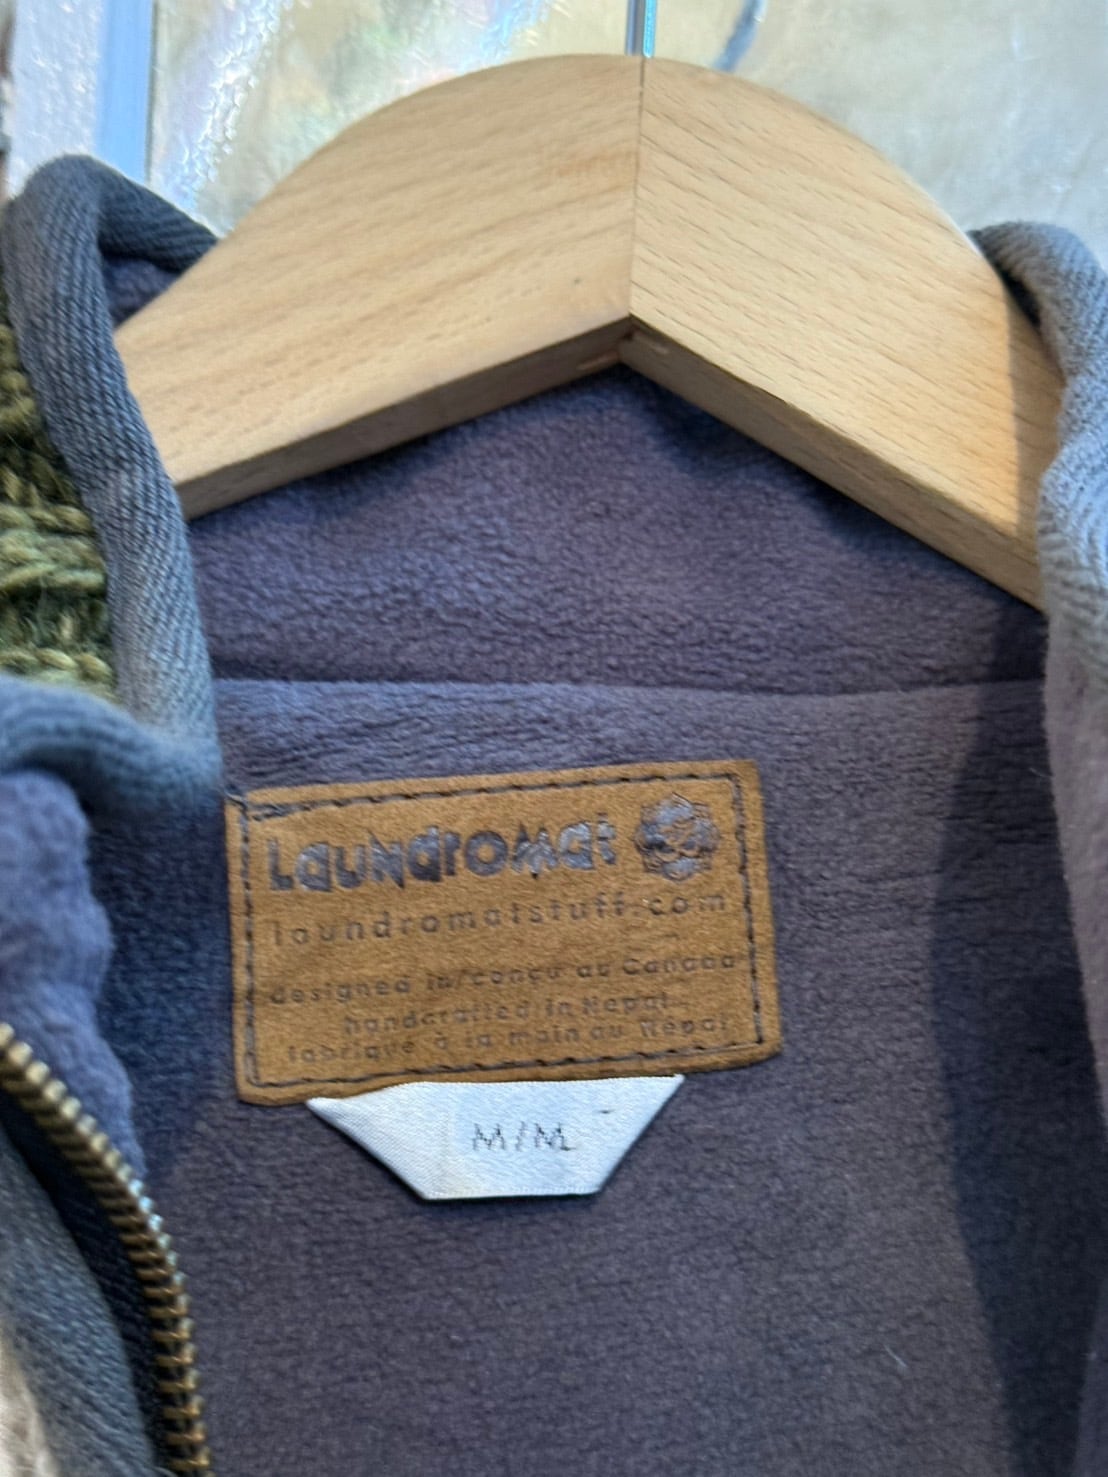 Laundromat
laundromatstuff.com
designed in/conçu au Canada
handcrafted in Nepal
fabriqué à la main au Népal
M/M